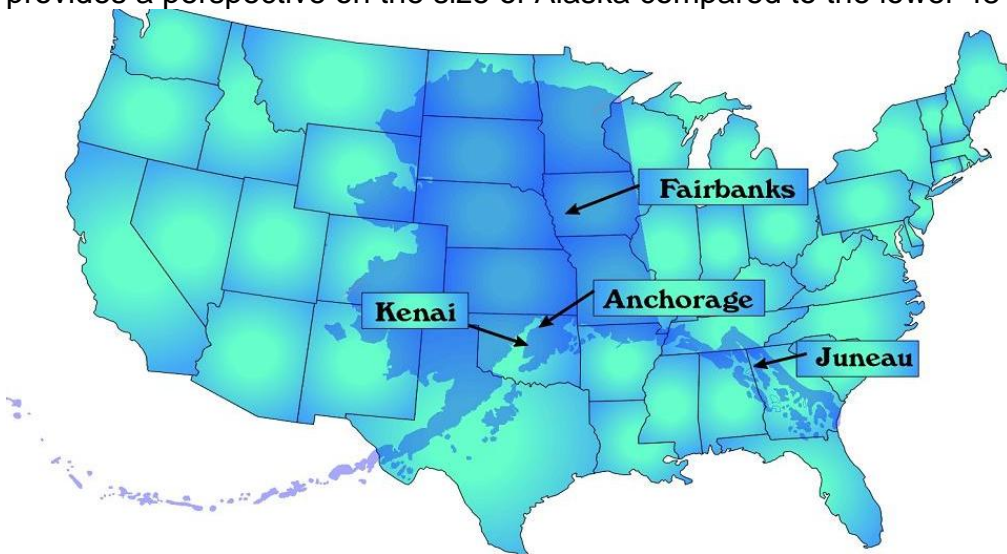 provides a perspective on the size of Alaska compared to the lower
Fairbanks
Anchorage
Kenai
Juneau